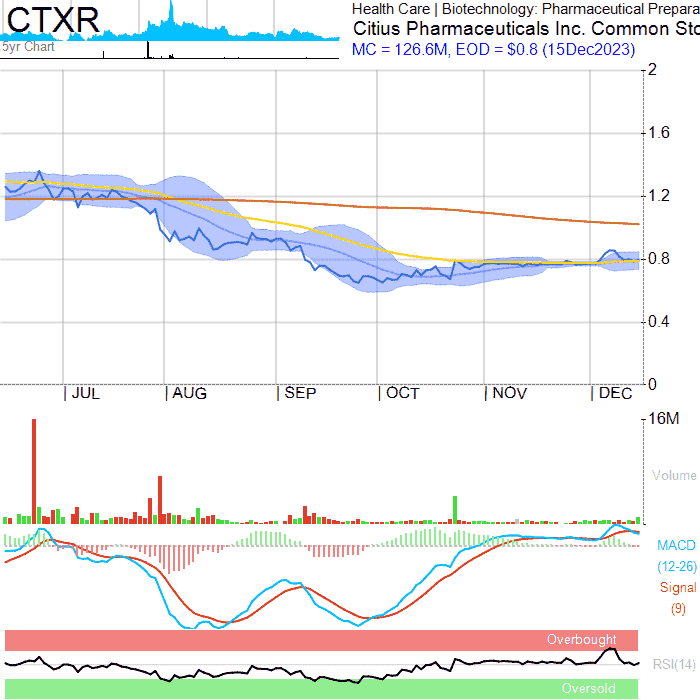 CTXR
5yr Chart
Health Care | Biotechnology: Pharmaceutical Prepara
Citius Pharmaceuticals Inc. Common Sto
MC = 126.6M, EOD = $0.8 (15Dec2023)
2
1.6
1.2
0.8
0.4
0
JUL AUG SEP OCT NOV DEC
16M
Volume
MACD
(12-26)
Signal
(9)
Overbought
RSI(14)
Oversold